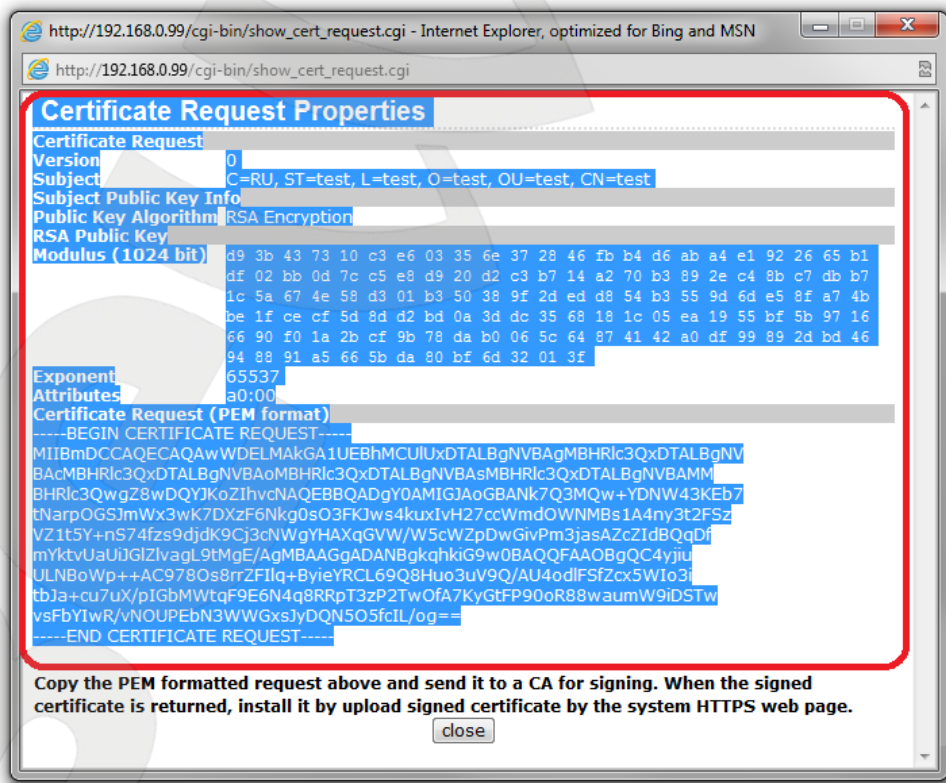 http://192.168.0.99/cgi-bin/show_cert_request.cgi - Internet Explorer, optimized for Bing and MSN
http://192.168.0.99/cgi-bin/show_cert_request.cgi
Certificate Request Properties
Certificate Request
Version 0
Subject C=RU, ST=test, L=test, O=test, OU=test, CN=test
Subject Public Key Info
Public Key Algorithm RSA Encryption
RSA Public Key
Modulus (1024 bit) d9 3b 43 73 10 c3 e6 03 35 6e 37 28 46 fb b4 d6 ab a4 e1 92 26 65 b1
df 02 bb 0d 7c c5 e8 d9 20 d2 c3 b7 14 a2 70 b3 89 2e c4 8b c7 db b7
1c 5a 67 4e 58 d3 01 b3 50 38 9f 2d ed d8 54 b3 55 9d 6d e5 8f a7 4b
be 1f ce cf 5d 8d d2 bd 0a 3d dc 35 68 18 1c 05 ea 19 55 bf 5b 97 16
66 90 f0 1a 2b cf 9b 78 da b0 06 5c 64 87 41 42 a0 df 99 89 2d bd 46
94 88 91 a5 66 5b da 80 bf 6d 32 01 3f
Exponent 65537
Attributes a0:00
Certificate Request (PEM format)
-----BEGIN CERTIFICATE REQUEST-----
MIIBmDCCAQECAQAwWDELMAkGA1UEBhMCUlUxDTALBgNVBAgMBHRlc3QxDTALBgNV
BAcMBHRlc3QxDTALBgNVBAoMBHRlc3QxDTALBgNVBAsMBHRlc3QxDTALBgNVBAMM
BHRlc3QwgZ8wDQYJKoZIhvcNAQEBBQADgY0AMIGJAoGBANk7Q3MQw+YDNW43KEb7
tNarpOGSJmWx3wK7DXzF6Nkg0sO3FKJws4kuxIvH27ccWmdOWNMBs1A4ny3t2FSz
VZ1t5Y+nS74fzs9djdK9Cj3cNWgYHAXqGVW/W5cWZpDwGivPm3jasAZcZIdBQqDf
mYktvUaUiJGlZlvagL9tMgE/AgMBAAGgADANBgkqhkiG9w0BAQQFAAOBgQC4yjiu
ULNBoWp++AC978Os8rrZFIlq+ByieYRCL69Q8Huo3uV9Q/AU4odlFSfZcx5WIo3i
tbJa+cu7uX/pIGbMWtqF9E6N4q8RRpT3zP2TwOfA7KyGtFP90oR88waumW9iDSTw
vsFbYIwR/vNOUPEbN3WWGxsJyDQN5O5fcIL/og==
-----END CERTIFICATE REQUEST-----
Copy the PEM formatted request above and send it to a CA for signing. When the signed
certificate is returned, install it by upload signed certificate by the system HTTPS web page.
close